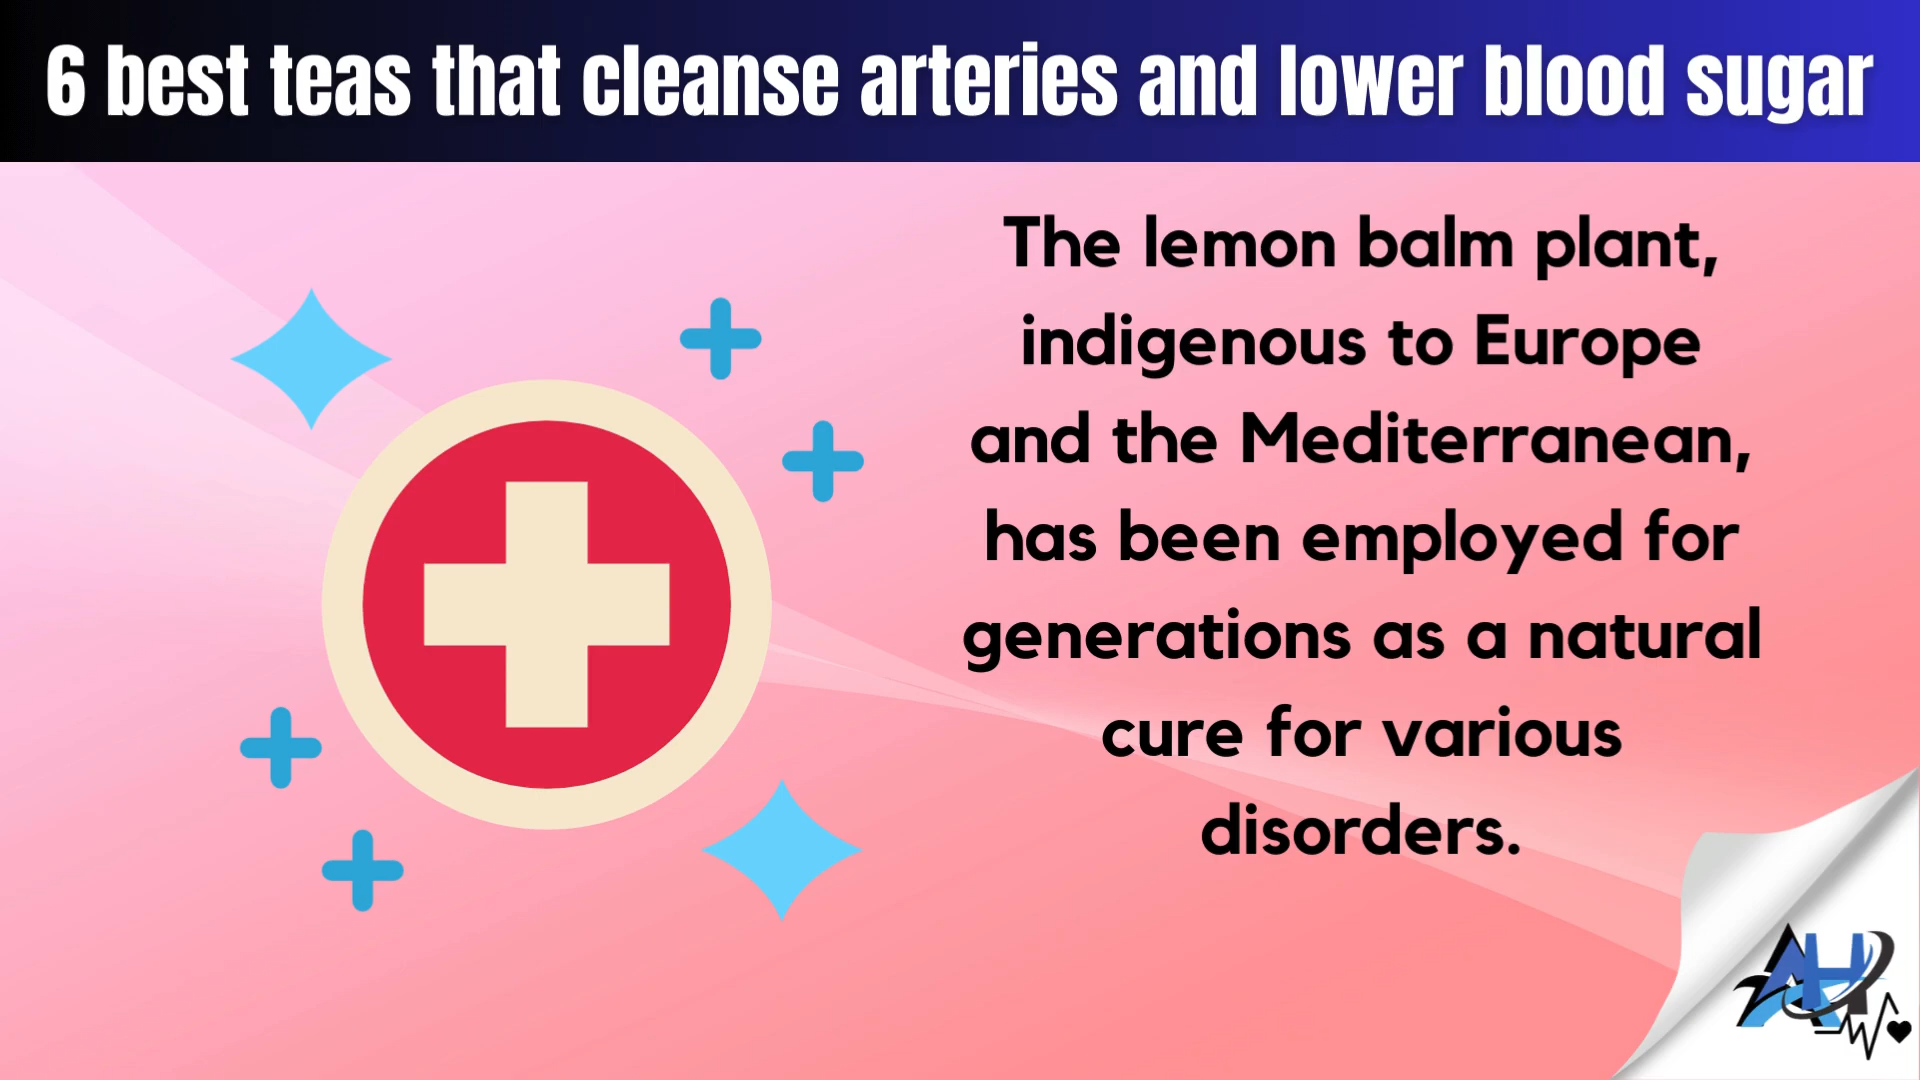 6 best teas that cleanse arteries and lower blood sugar
The lemon balm plant,
indigenous to Europe
and the Mediterranean,
has been employed for
generations as a natural
cure for various
disorders.
AH